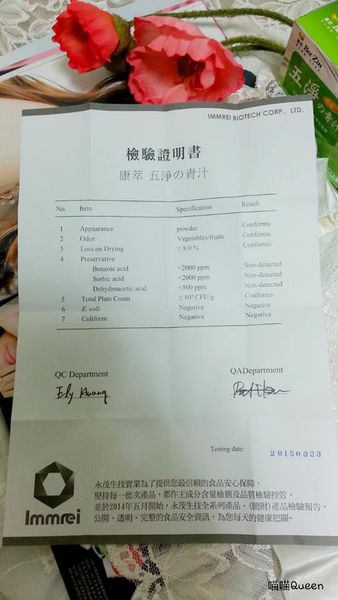 IMMREI BIOTECH CORP., LTD.
BeeZin
五淨の青汁
檢驗證明書
康萃 五淨の青汁
No. Item Specification Result
1 Appearance powder Conforms
2 Odor Vegetables/fruits Conforms
3 Loss on Drying ≤ 8.0 % Conforms
4 Preservative
Benzoic acid <2000 ppm Non-detected
Sorbic acid <2000 ppm Non-detected
Dehydroacetic acid <500 ppm Non-detected
5 Total Plate Count Conforms
6 E. coli Negative Negative
7 Coliform Negative Negative
QC Department QADepartment
Testing date: 20150323
永茂生技實業為了提供您最信賴的食品安心保障，
堅持每一批次產品，都作主成分含量檢測及品質檢驗控管，
並於2014年五月開始，永茂生技全系列產品，(隨附)產品檢驗報告，
公開、透明、完整的食品安全資訊，為您每天的健康把關~
Immrei
喵喵Queen